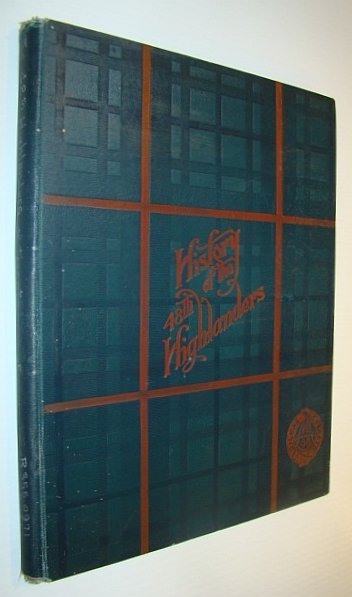 History
of the
48th
Highlanders